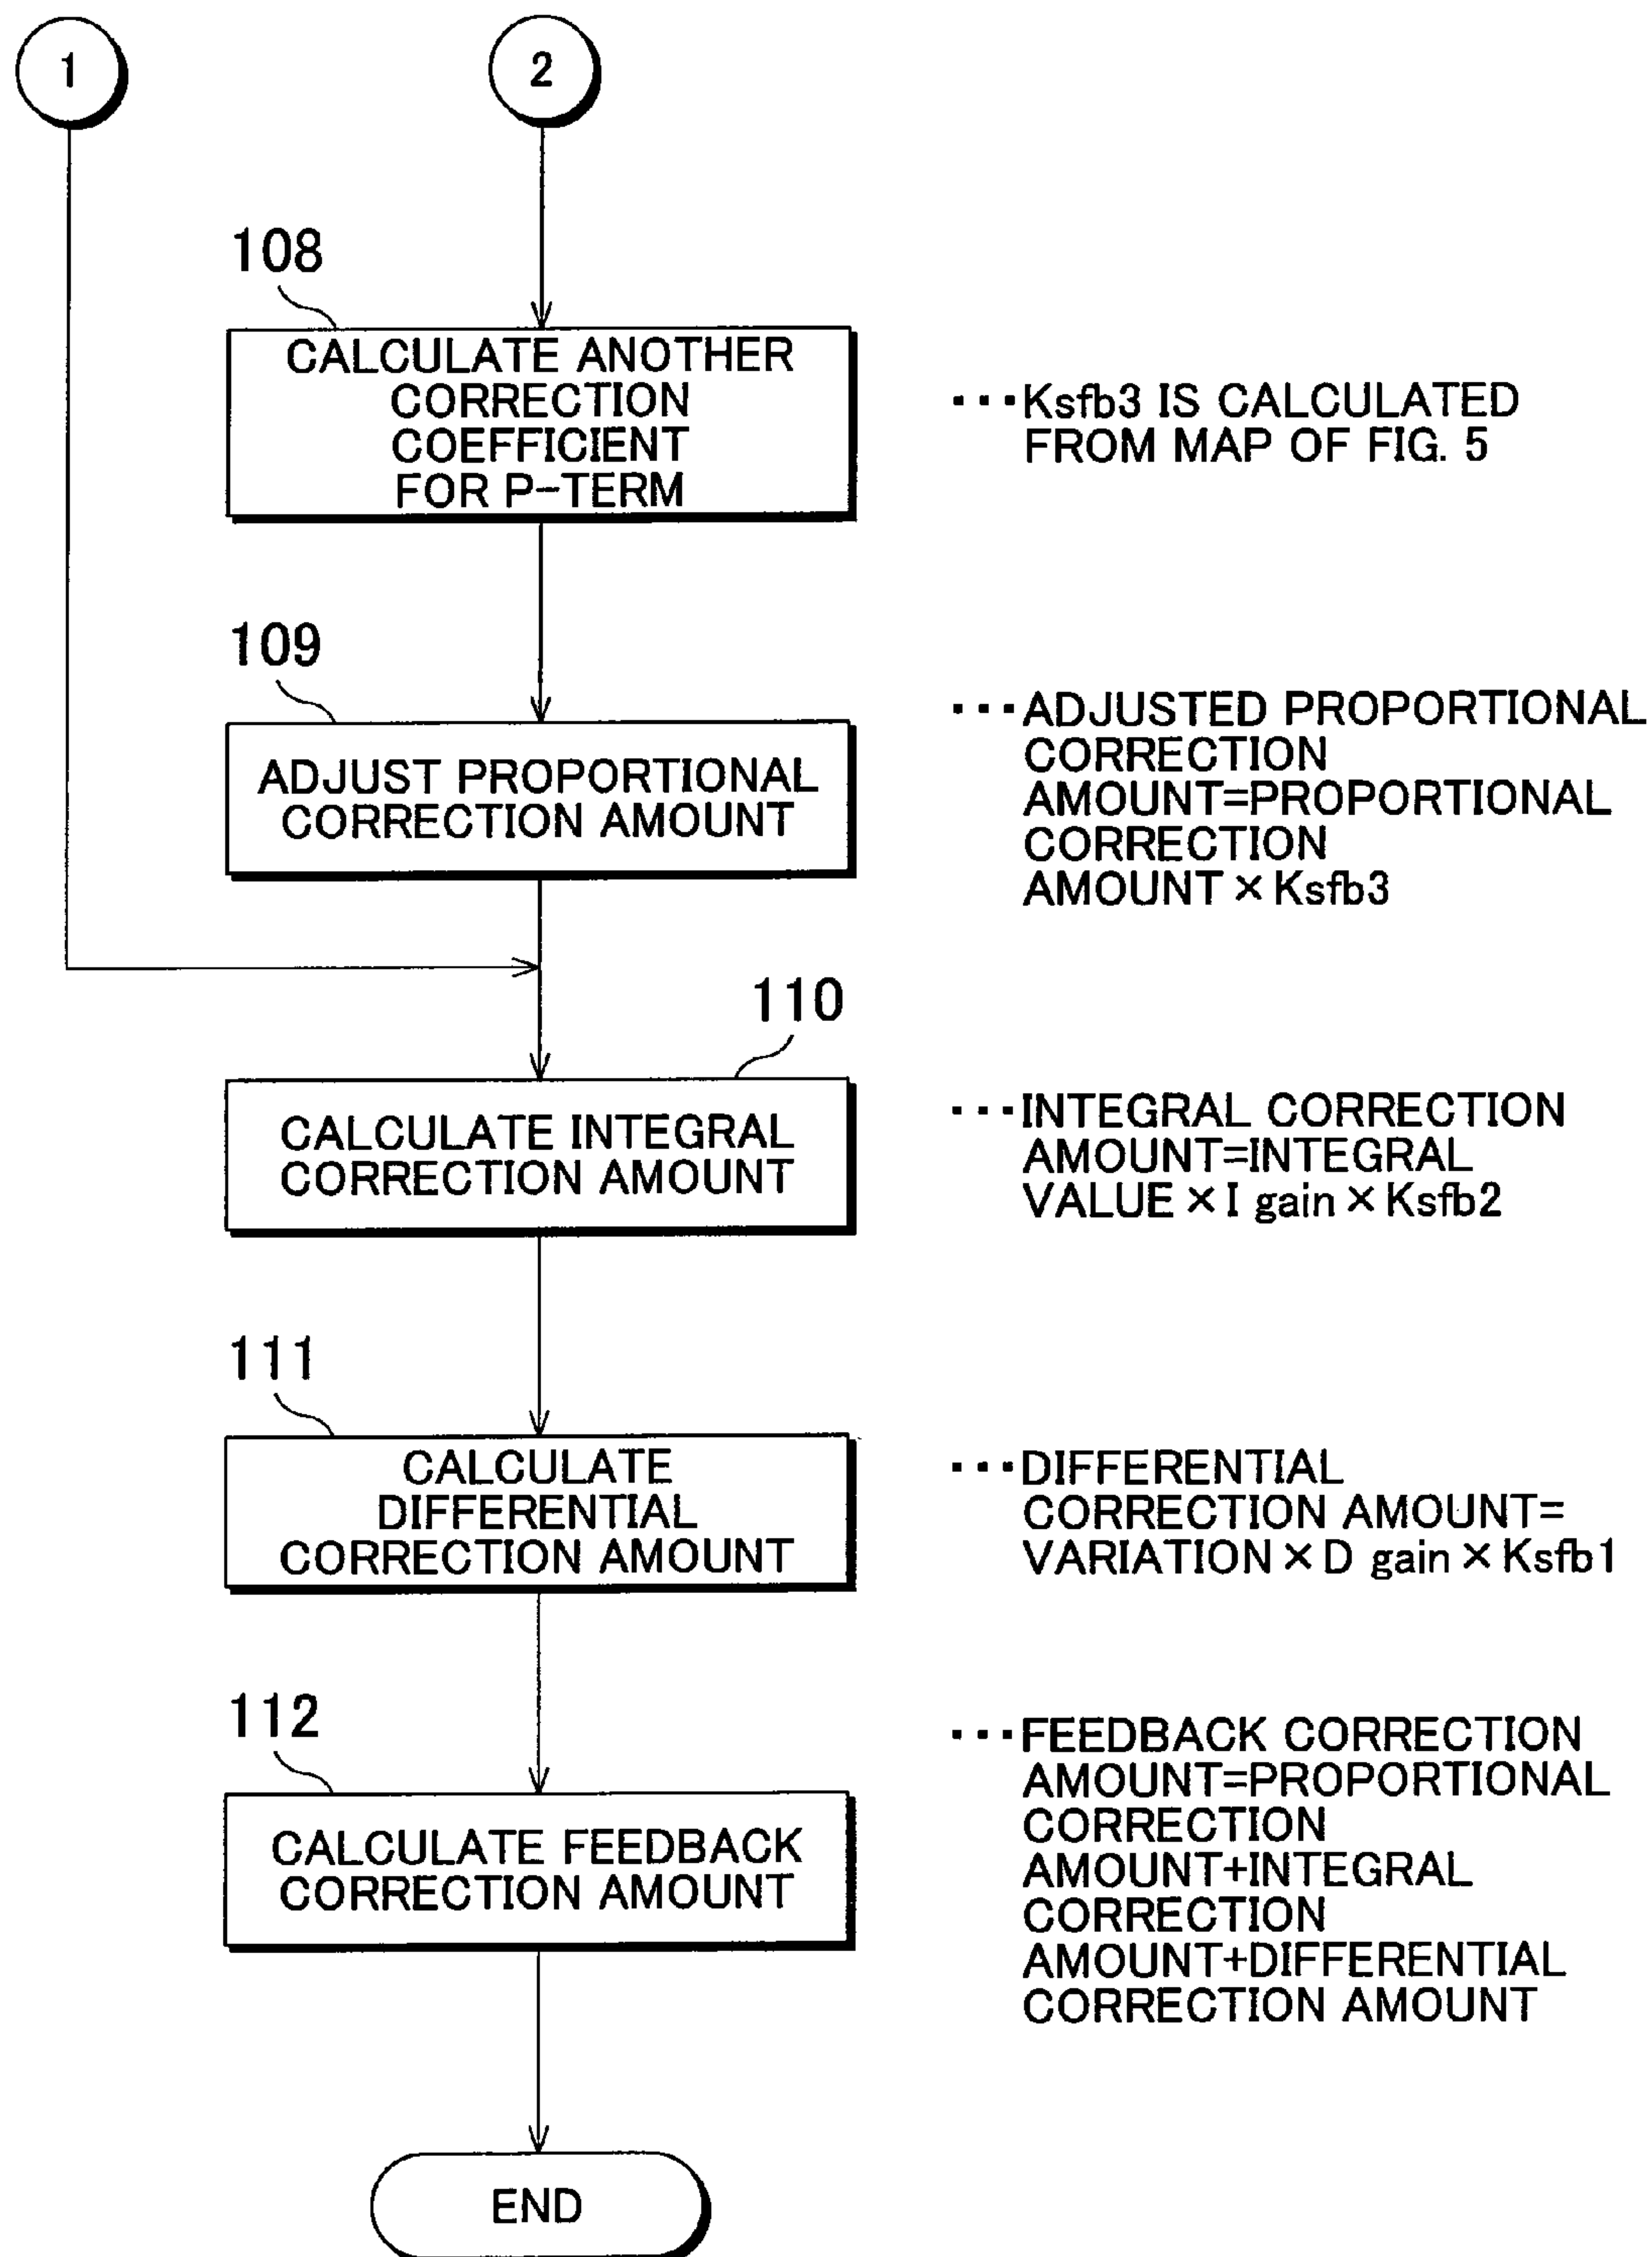 1
2
108
CALCULATE ANOTHER
CORRECTION
COEFFICIENT
FOR P-TERM
···Ksfb3 IS CALCULATED
FROM MAP OF FIG. 5
109
ADJUST PROPORTIONAL
CORRECTION AMOUNT
···ADJUSTED PROPORTIONAL
CORRECTION
AMOUNT=PROPORTIONAL
CORRECTION
AMOUNT × Ksfb3
110
CALCULATE INTEGRAL
CORRECTION AMOUNT
···INTEGRAL CORRECTION
AMOUNT=INTEGRAL
VALUE × I gain × Ksfb2
111
CALCULATE
DIFFERENTIAL
CORRECTION AMOUNT
···DIFFERENTIAL
CORRECTION AMOUNT=
VARIATION × D gain × Ksfb1
112
CALCULATE FEEDBACK
CORRECTION AMOUNT
···FEEDBACK CORRECTION
AMOUNT=PROPORTIONAL
CORRECTION
AMOUNT+INTEGRAL
CORRECTION
AMOUNT+DIFFERENTIAL
CORRECTION AMOUNT
END